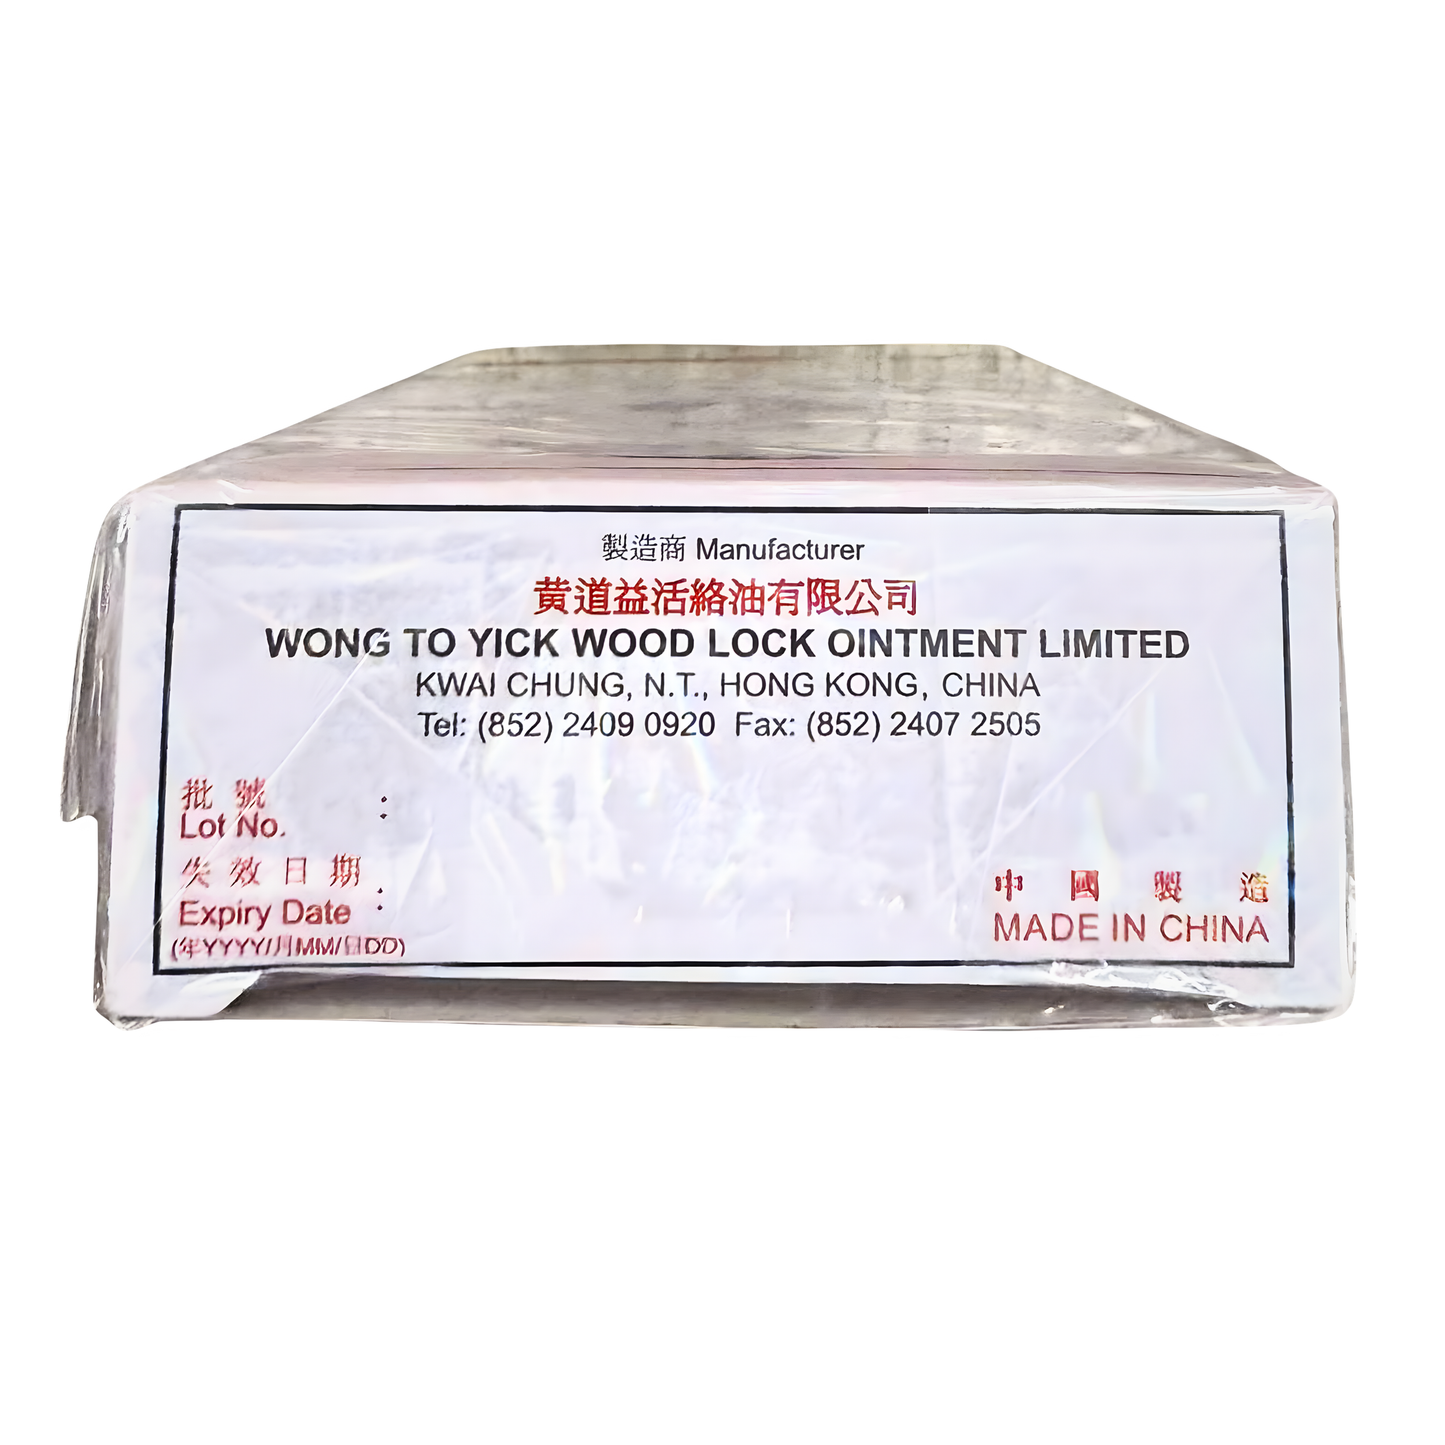 製造商 Manufacturer
黄道益活絡油有限公司
WONG TO YICK WOOD LOCK OINTMENT LIMITED
KWAI CHUNG, N.T., HONG KONG, CHINA
Tel: (852) 2409 0920 Fax: (852) 2407 2505
批號 :
Lot No.
失效日期 :
Expiry Date
(年YYYY/月MM/日DD)
中國製造
MADE IN CHINA